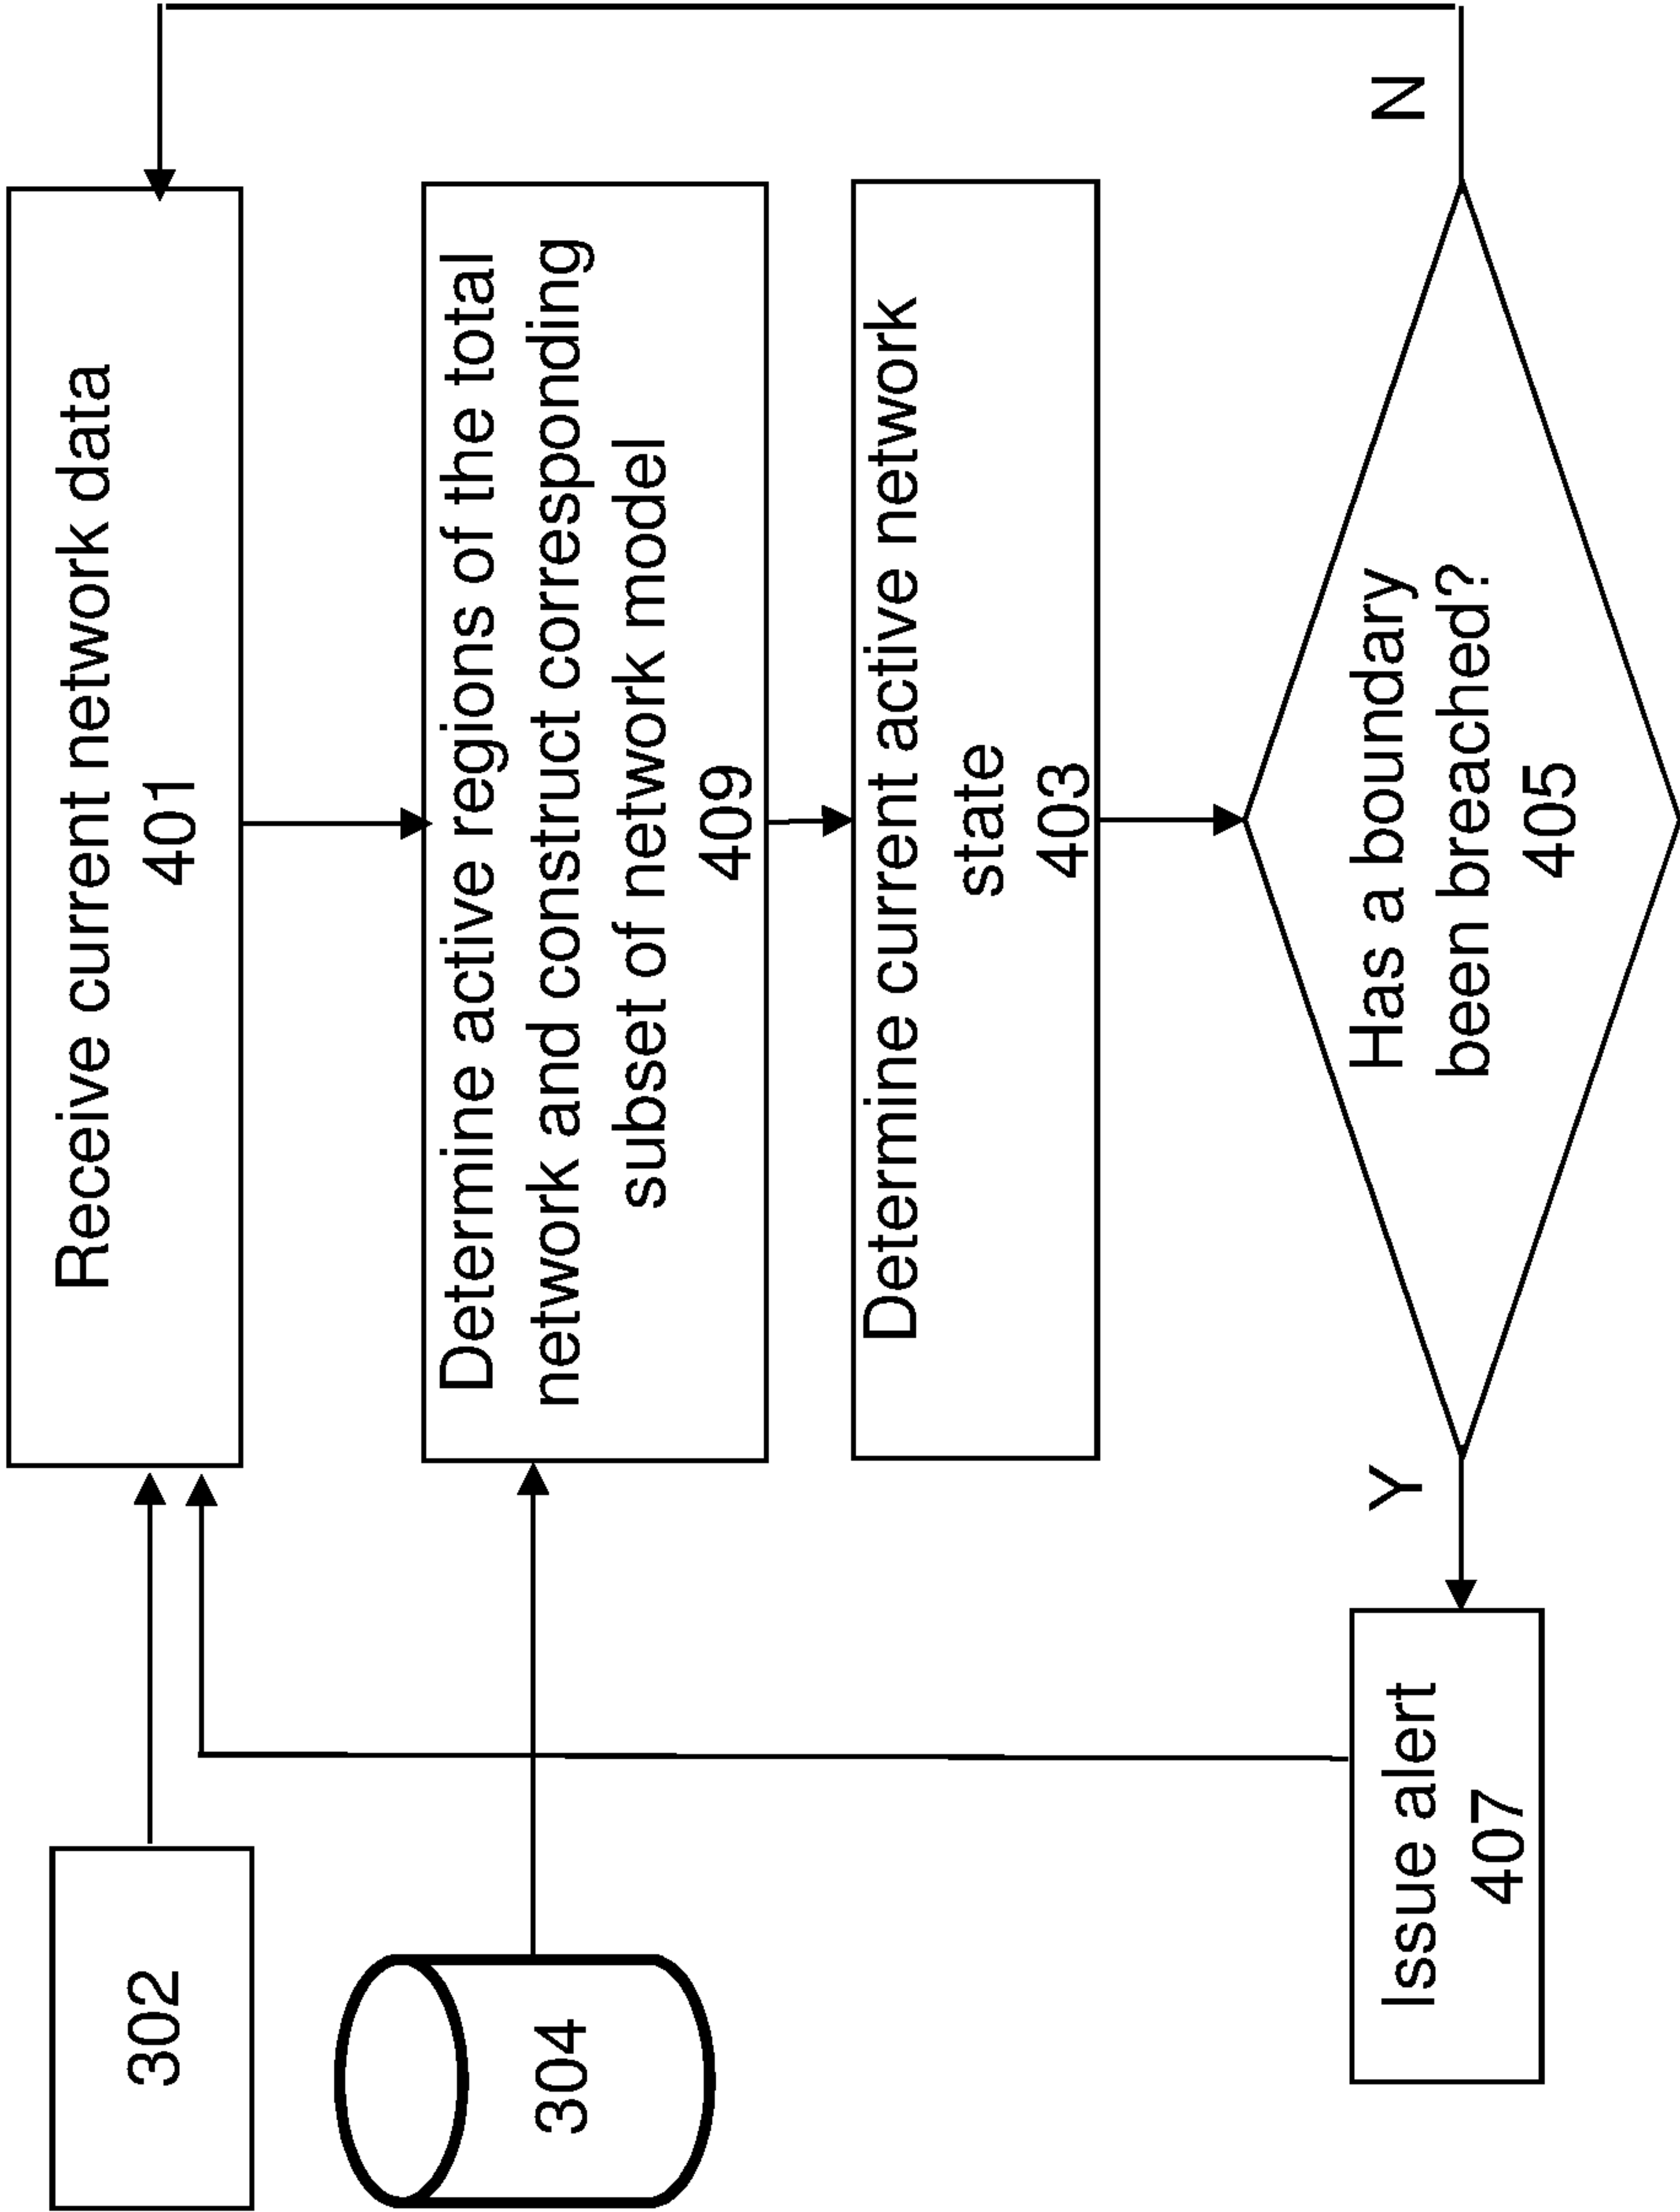 302
Receive current network data
401
304
Determine active regions of the total
network and construct corresponding
subset of network model
409
Determine current active network
state
403
Has a boundary
been breached?
405
Y
N
Issue alert
407